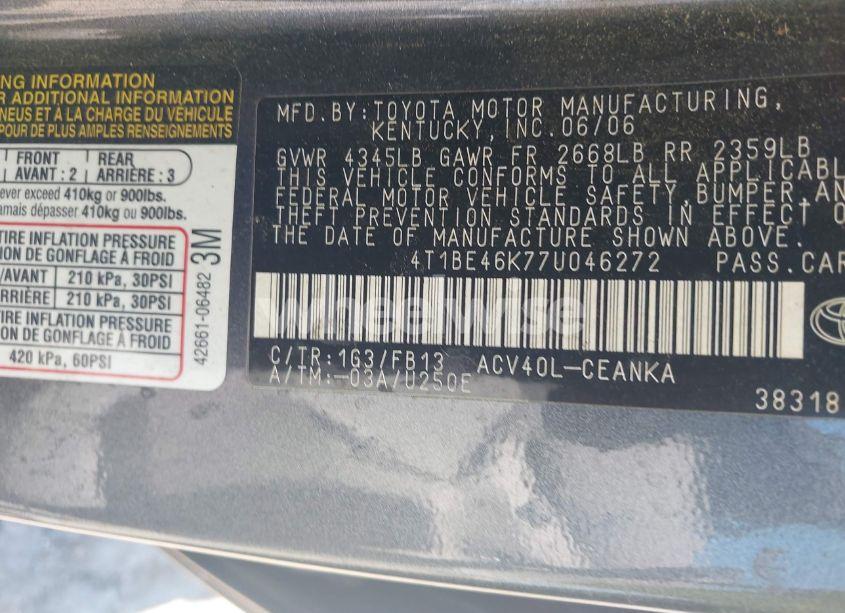 NG INFORMATION
R ADDITIONAL INFORMATION
NEUS ET À LA CHARGE DU VÉHICULE
POUR DE PLUS AMPLES RENSEIGNEMENTS
FRONT REAR
AVANT : 2 ARRIÈRE : 3
ever exceed 410kg or 900lbs.
amais dépasser 410kg ou 900lbs.
TIRE INFLATION PRESSURE
DE GONFLAGE À FROID
/AVANT 210 kPa, 30PSI
RRIÈRE 210 kPa, 30PSI
TIRE INFLATION PRESSURE
DE GONFLAGE À FROID
420 kPa, 60PSI
42661-06482 3M
MFD. BY: TOYOTA MOTOR MANUFACTURING,
KENTUCKY, INC. 06/06
GVWR 4345LB GAWR FR 2668LB RR 2359LB
THIS VEHICLE CONFORMS TO ALL APPLICABL
FEDERAL MOTOR VEHICLE SAFETY, BUMPER, AN
THEFT PREVENTION STANDARDS IN EFFECT O
THE DATE OF MANUFACTURE SHOWN ABOVE.
4T1BE46K77U046272 PASS.CAR
wheelwise
C/TR: 1G3/FB13 ACV40L-CEANKA
A/TM:-03A/U250E
38318